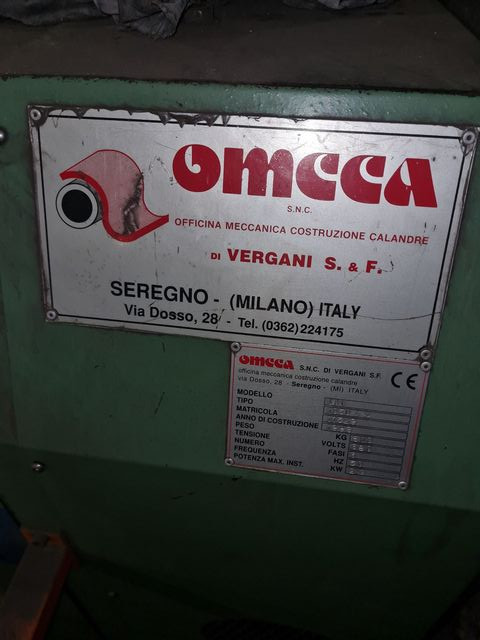 OMCCA
S.N.C.
OFFICINA MECCANICA COSTRUZIONE CALANDRE
DI VERGANI S. & F.
SEREGNO - (MILANO) ITALY
Via Dosso, 28 - Tel. (0362) 224175
OMCCA S.N.C. DI VERGANI S.F.
officina meccanica costruzione calandre
via Dosso, 28 - Seregno - (MI) ITALY
CE
MODELLO
TIPO
MATRICOLA
ANNO DI COSTRUZIONE
PESO KG
TENSIONE VOLTS
NUMERO FASI
FREQUENZA HZ
POTENZA MAX. INST. KW